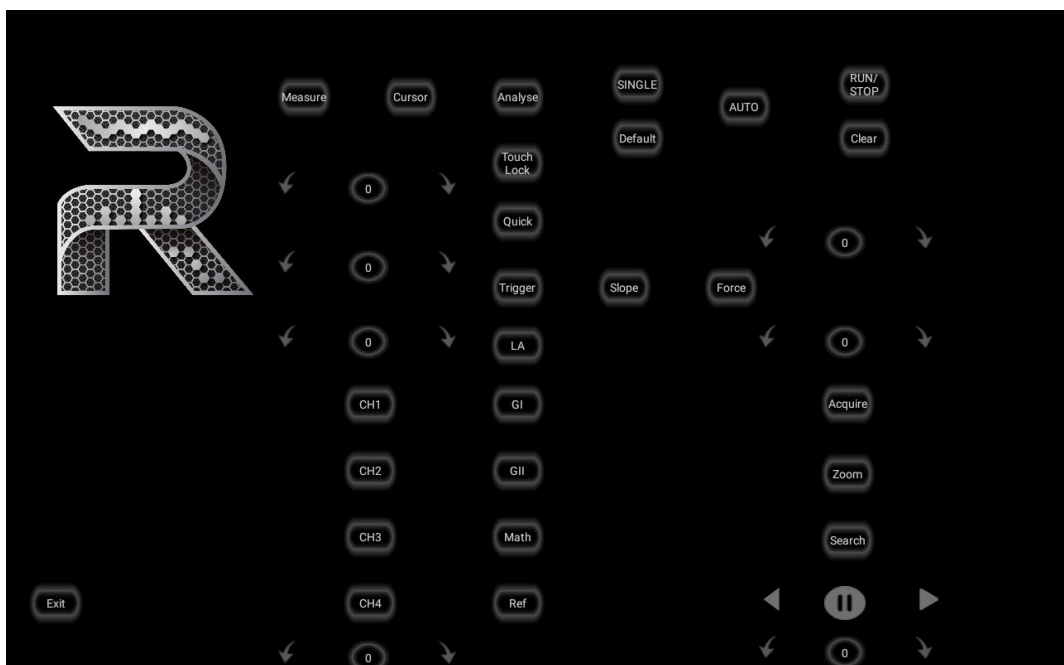 SINGLE
RUN/
STOP
Measure
Cursor
Analyse
AUTO
Default
Clear
Touch
Lock
0
Quick
0
0
Trigger
Slope
Force
0
LA
0
CH1
GI
Acquire
CH2
GII
Zoom
CH3
Math
Search
Exit
CH4
Ref
0
0